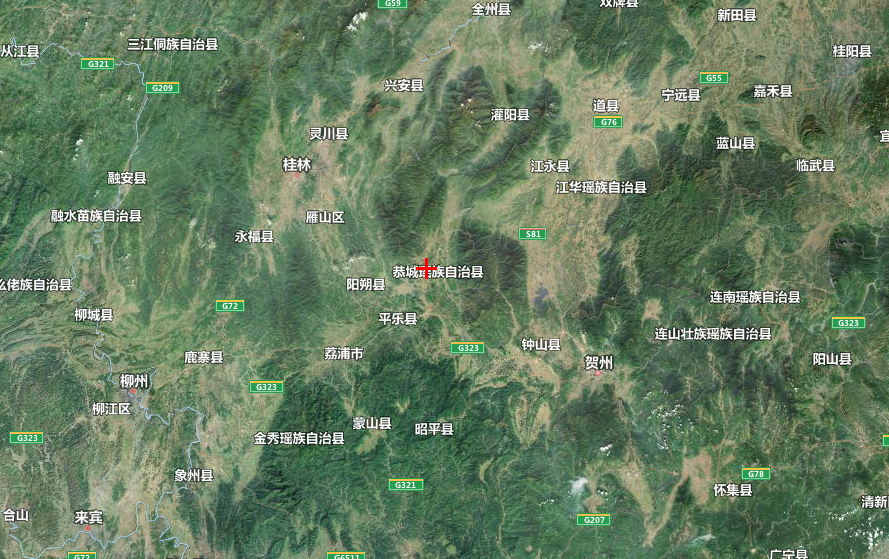 G59
全州县
双牌县
新田县
从江县
三江侗族自治县
桂阳县
G321
G209
兴安县
G55
宁远县
嘉禾县
道县
G76
灌阳县
灵川县
蓝山县
桂林
江永县
临武县
融安县
江华瑶族自治县
融水苗族自治县
雁山区
永福县
S81
恭城瑶族自治县
么佬族自治县
阳朔县
G72
连南瑶族自治县
柳城县
平乐县
G323
连山壮族瑶族自治县
钟山县
G323
荔浦市
鹿寨县
阳山县
贺州
柳州
G323
柳江区
蒙山县
昭平县
G323
金秀瑶族自治县
象州县
G78
G321
怀集县
清新
合山
来宾
G207
G72
G6511
广宁县